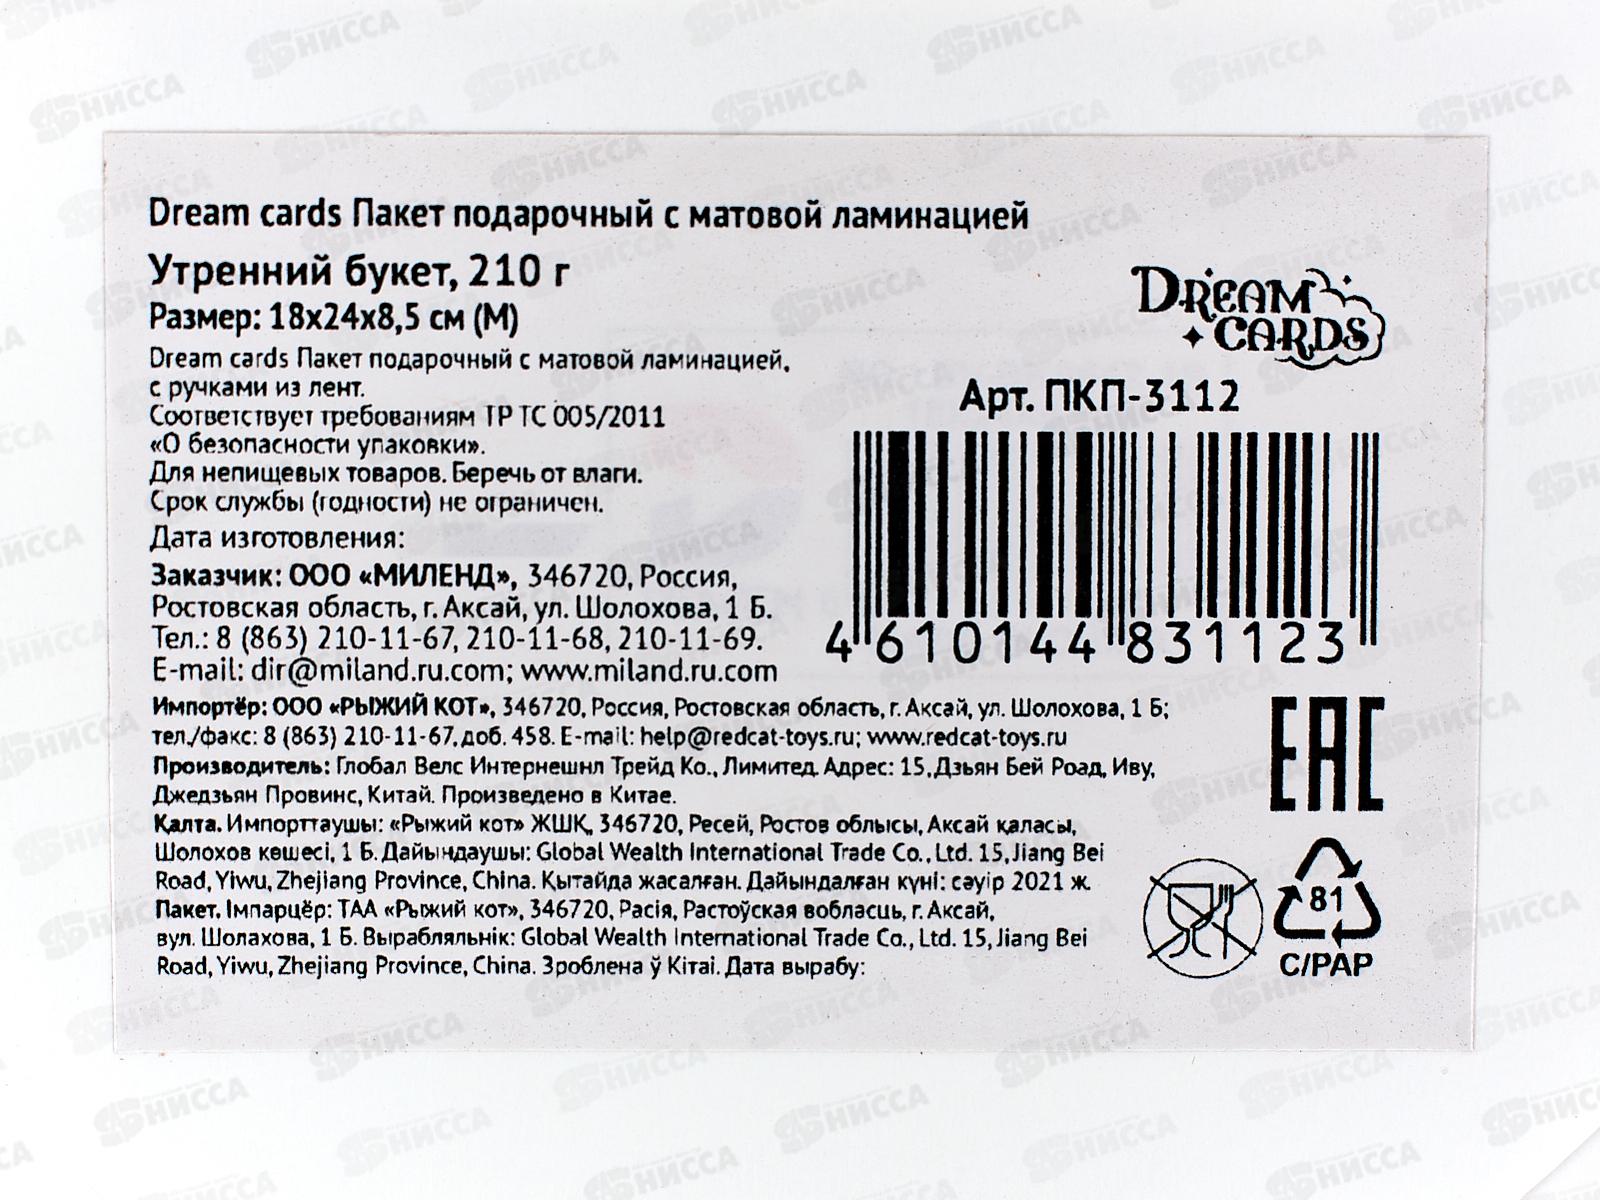 Dream cards Пакет подарочный с матовой ламинацией
Утренний букет, 210 г
Размер: 18x24x8,5 см (M)
Dream cards Пакет подарочный с матовой ламинацией,
с ручками из лент.
Соответствует требованиям ТР ТС 005/2011
«О безопасности упаковки».
Для непищевых товаров. Беречь от влаги.
Срок службы (годности) не ограничен.
Дата изготовления:
Заказчик: ООО «МИЛЕНД», 346720, Россия,
Ростовская область, г. Аксай, ул. Шолохова, 1 Б.
Тел.: 8 (863) 210-11-67, 210-11-68, 210-11-69.
E-mail: dir@miland.ru.com; www.miland.ru.com
Импортёр: ООО «РЫЖИЙ КОТ», 346720, Россия, Ростовская область, г. Аксай, ул. Шолохова, 1 Б;
тел./факс: 8 (863) 210-11-67, доб. 458. E-mail: help@redcat-toys.ru; www.redcat-toys.ru
Производитель: Глобал Велс Интернешнл Трейд Ко., Лимитед. Адрес: 15, Дзьян Бей Роад, Иву,
Джедзьян Провинс, Китай. Произведено в Китае.
Қалта. Импорттаушы: «Рыжий кот» ЖШҚ, 346720, Ресей, Ростов облысы, Аксай қаласы,
Шолохов көшесі, 1 Б. Дайындаушы: Global Wealth International Trade Co., Ltd. 15, Jiang Bei
Road, Yiwu, Zhejiang Province, China. Қытайда жасалған. Дайындалған күні: сәуір 2021 ж.
Пакет. Імпарцёр: ТАА «Рыжий кот», 346720, Расія, Растоўская вобласць, г. Аксай,
вул. Шолахова, 1 Б. Вырабляльнік: Global Wealth International Trade Co., Ltd. 15, Jiang Bei
Road, Yiwu, Zhejiang Province, China. Зроблена ў Кітаі. Дата вырабу:
DREAM
CARDS
Арт. ПКП-3112
4 610144 831123
EAC
81
C/PAP
НИССА